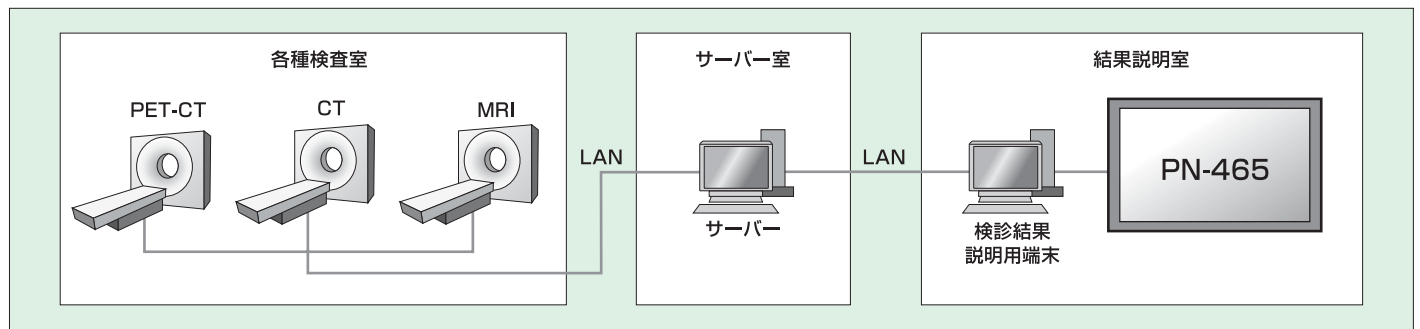 各種検査室
PET-CT
CT
MRI
LAN
サーバー室
サーバー
LAN
結果説明室
検診結果
説明用端末
PN-465